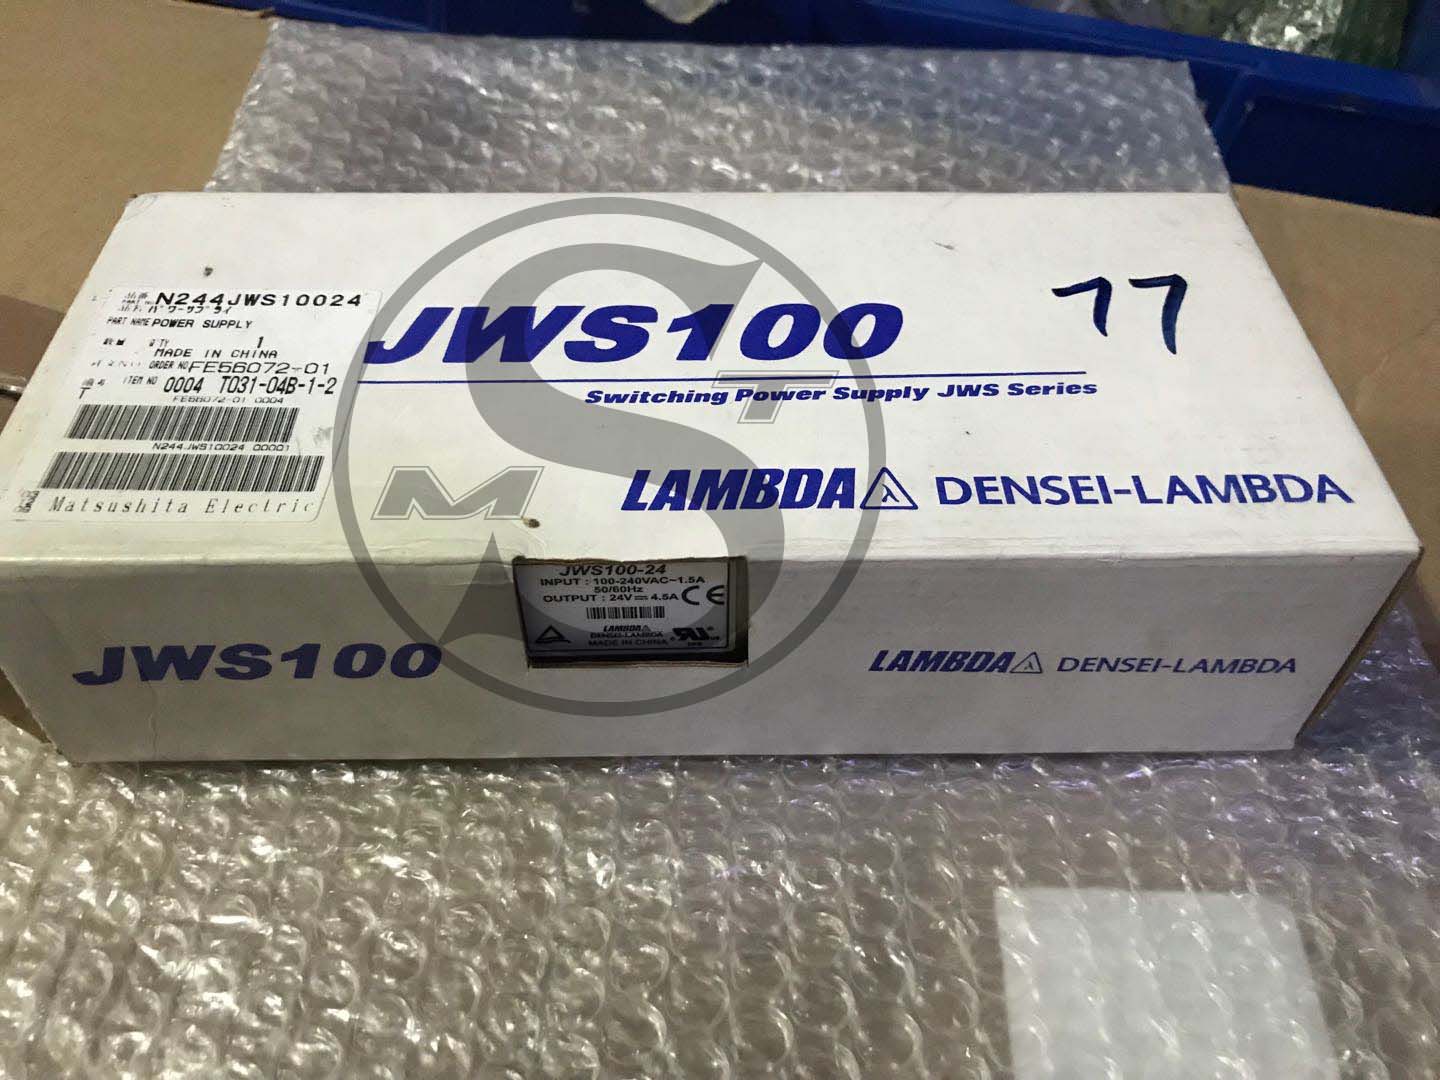 N244JWS10024
パワーサプライ
PART NAME POWER SUPPLY
Q'TY 1
MADE IN CHINA
ORDER NO FE56072-01
ITEM NO 0004 T031-04B-1-2
T
FE56072-01 0004
N244JWS10024 00001
Matsushita Electric
JWS100
Switching Power Supply JWS Series
77
LAMBDA DENSEI-LAMBDA
M S T
JWS100-24
INPUT : 100-240VAC~1.5A
50/60Hz
OUTPUT : 24V 4.5A CE
LAMBDA
DENSEI-LAMBDA
MADE IN CHINA
JWS100
LAMBDA DENSEI-LAMBDA